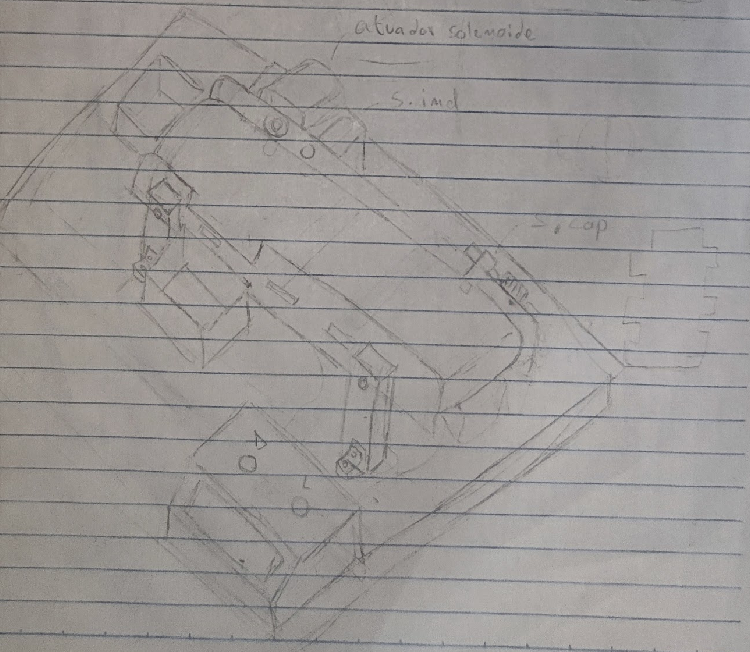 atuador solenoide
S. ind
S. cap
D
L